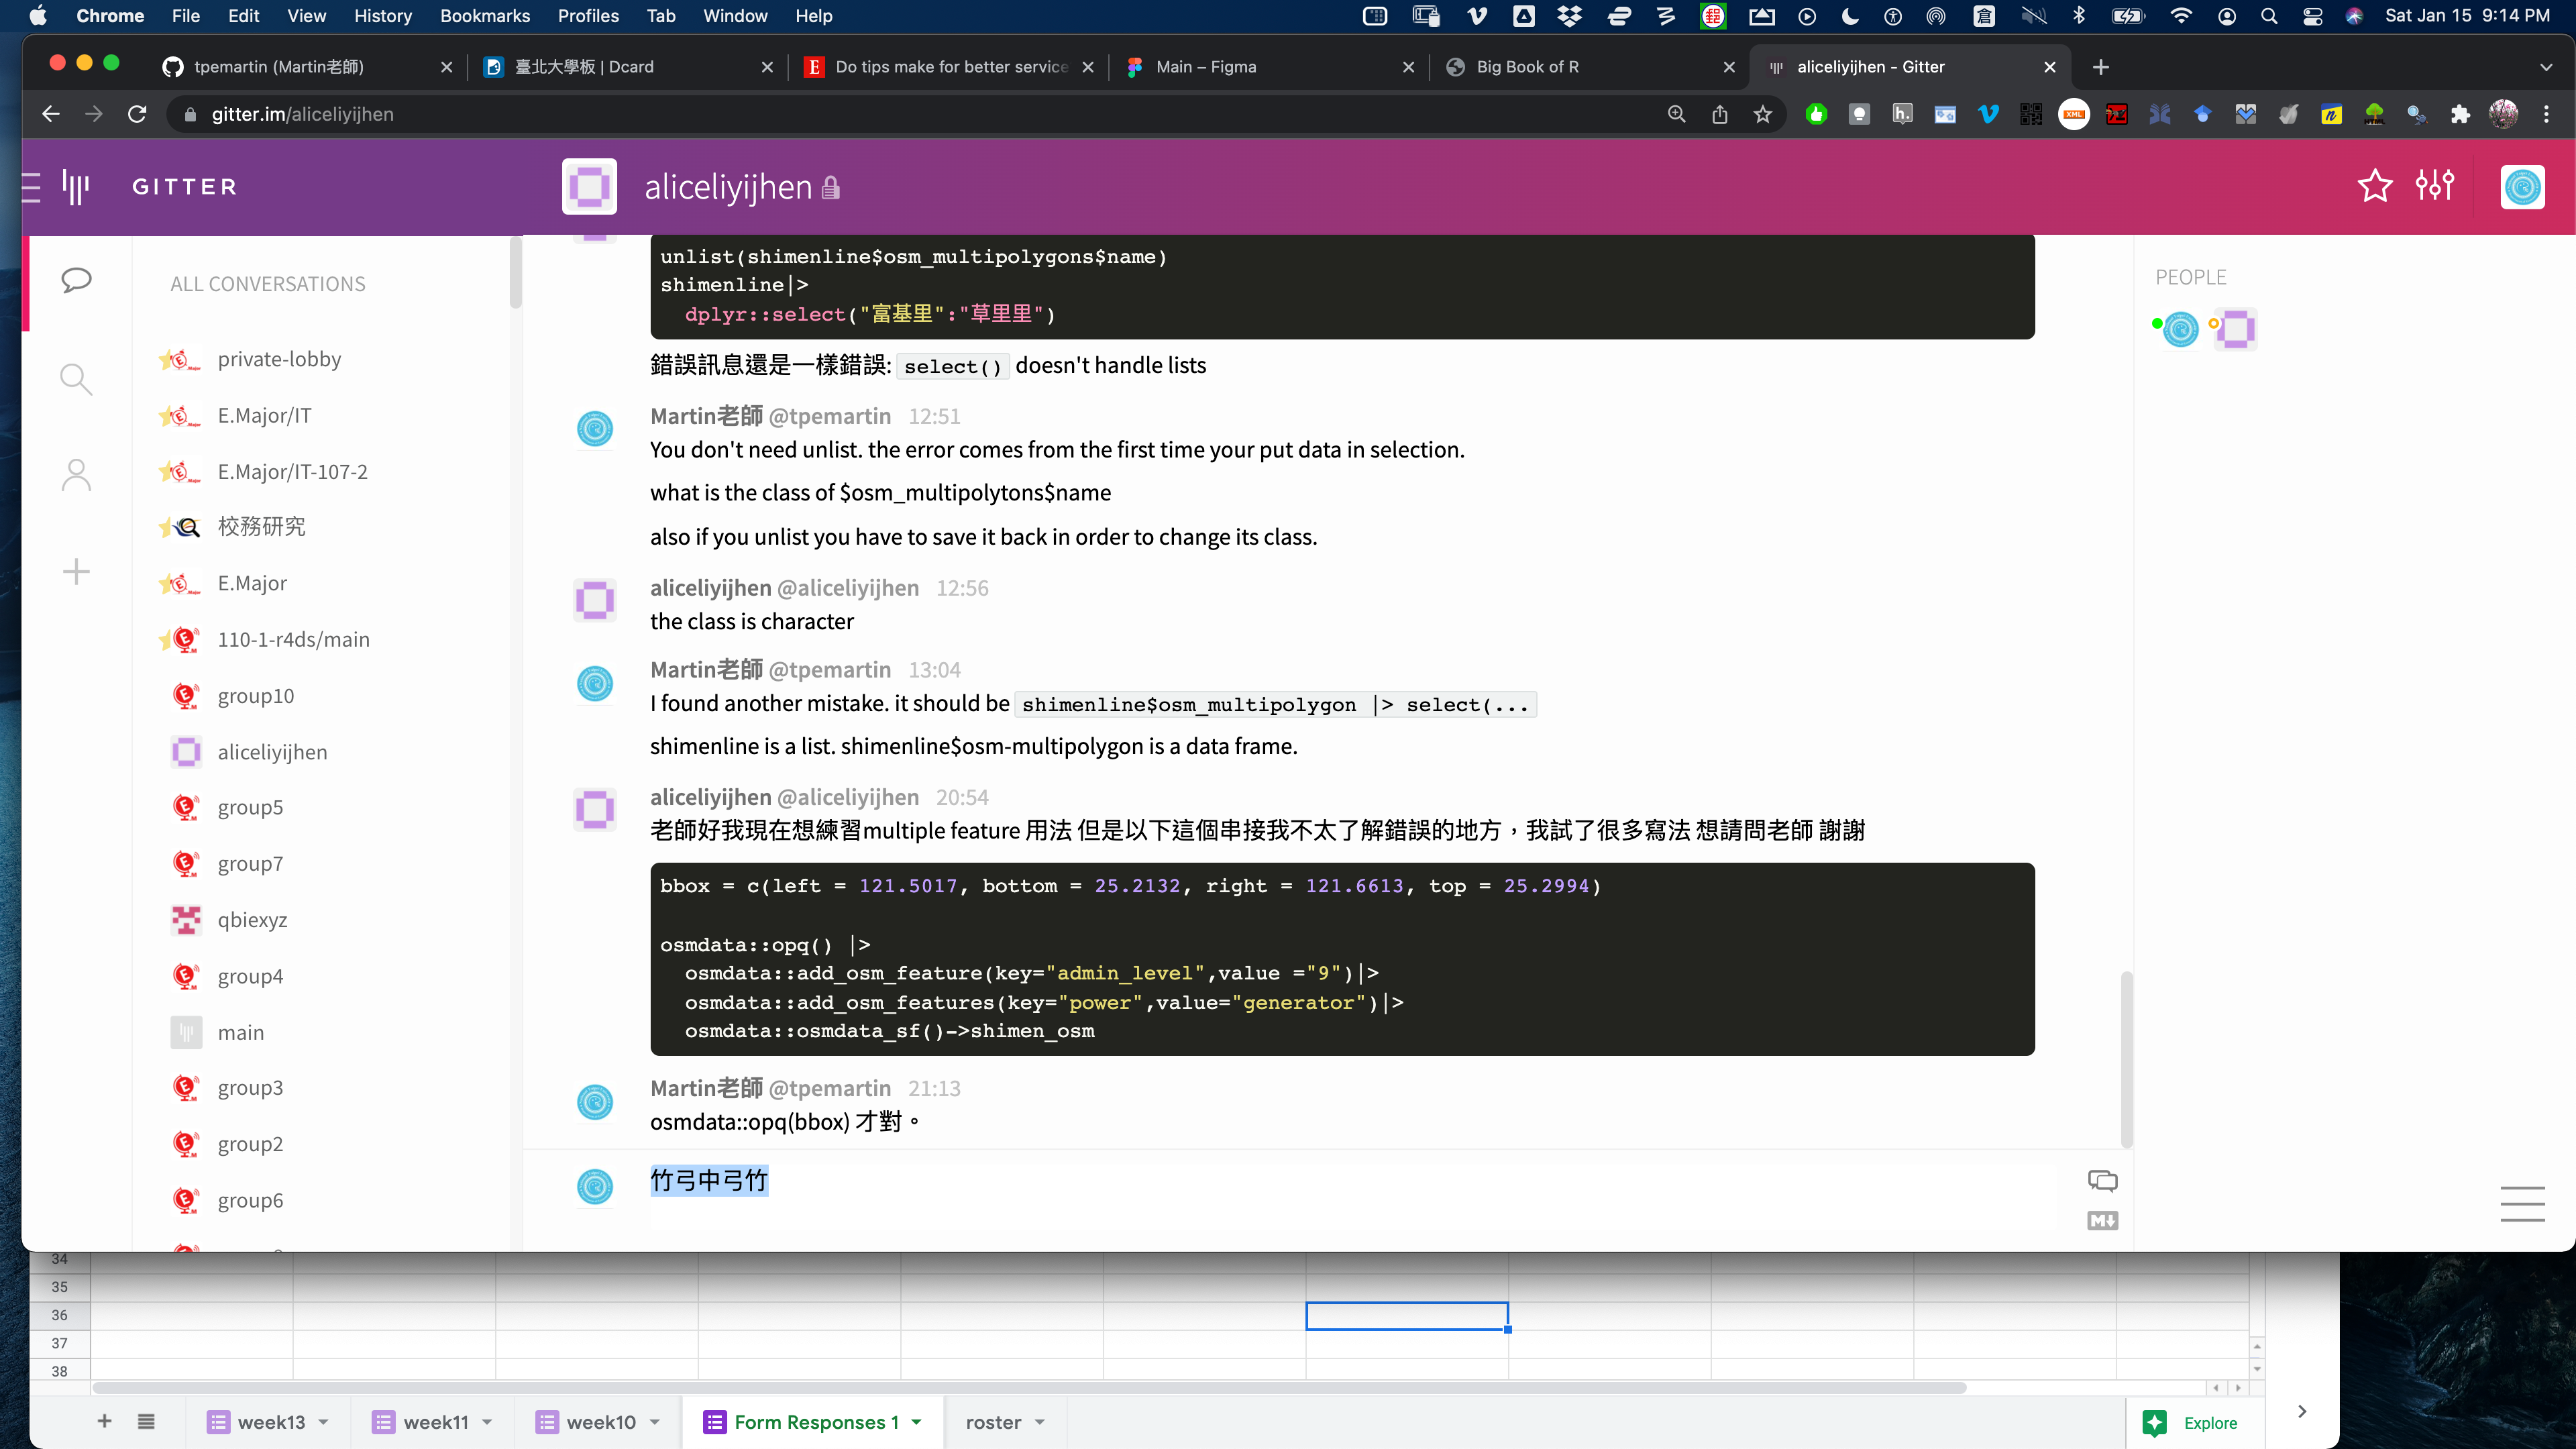 Chrome File Edit View History Bookmarks Profiles Tab Window Help
Sat Jan 15 9:14 PM
tpemartin (Martin老師)
臺北大學板 | Dcard
Do tips make for better service
Main – Figma
Big Book of R
aliceliyijhen - Gitter
gitter.im/aliceliyijhen
GITTER
aliceliyijhen
ALL CONVERSATIONS
private-lobby
E.Major/IT
E.Major/IT-107-2
校務研究
E.Major
110-1-r4ds/main
group10
aliceliyijhen
group5
group7
qbiexyz
group4
main
group3
group2
group6
unlist(shimenline$osm_multipolygons$name)
shimenline|>
dplyr::select("富基里":"草里里")
錯誤訊息還是一樣錯誤: select() doesn't handle lists
Martin老師 @tpemartin 12:51
You don't need unlist. the error comes from the first time your put data in selection.
what is the class of $osm_multipolytons$name
also if you unlist you have to save it back in order to change its class.
aliceliyijhen @aliceliyijhen 12:56
the class is character
Martin老師 @tpemartin 13:04
I found another mistake. it should be shimenline$osm_multipolygon |> select(...
shimenline is a list. shimenline$osm-multipolygon is a data frame.
aliceliyijhen @aliceliyijhen 20:54
老師好我現在想練習multiple feature 用法 但是以下這個串接我不太了解錯誤的地方，我試了很多寫法 想請問老師 謝謝
bbox = c(left = 121.5017, bottom = 25.2132, right = 121.6613, top = 25.2994)
osmdata::opq() |>
osmdata::add_osm_feature(key="admin_level",value ="9")|>
osmdata::add_osm_features(key="power",value="generator")|>
osmdata::osmdata_sf()->shimen_osm
Martin老師 @tpemartin 21:13
osmdata::opq(bbox) 才對。
竹弓中弓竹
PEOPLE
34
35
36
37
38
week13
week11
week10
Form Responses 1
roster
Explore